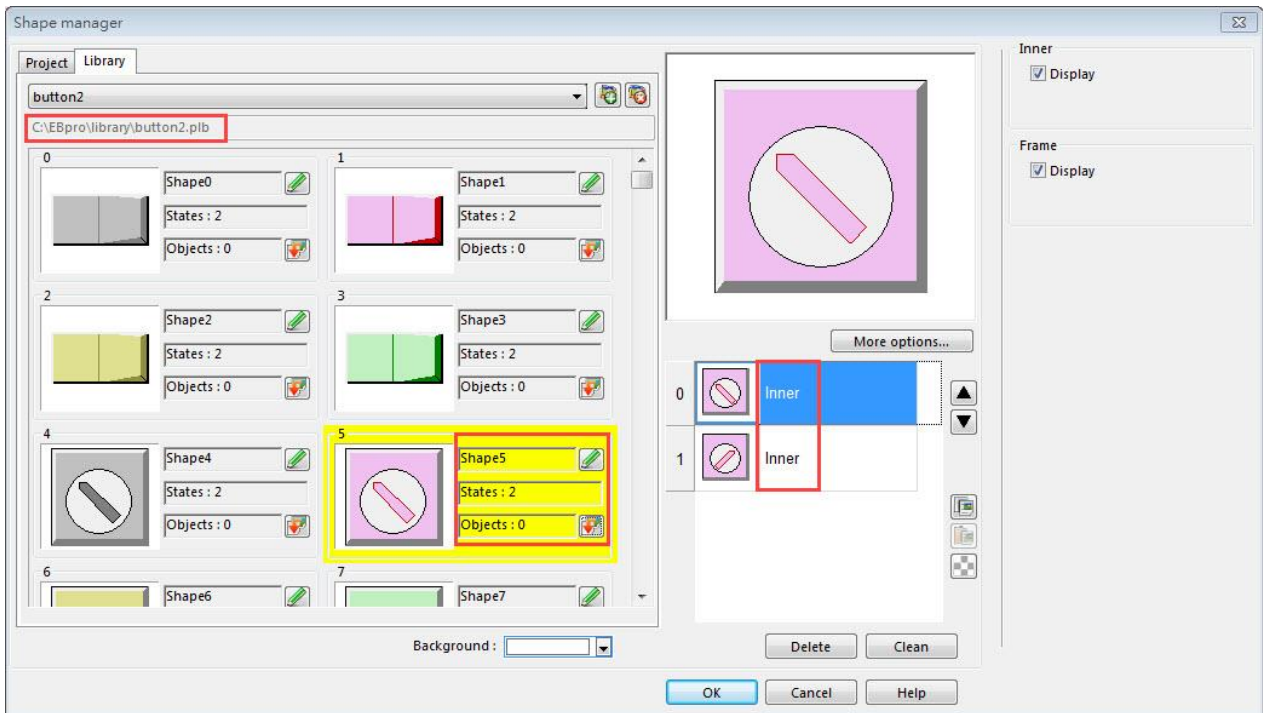 Shape manager
Project Library
button2
C:\EBpro\library\button2.plb
0
Shape0
States : 2
Objects : 0
1
Shape1
States : 2
Objects : 0
2
Shape2
States : 2
Objects : 0
3
Shape3
States : 2
Objects : 0
4
Shape4
States : 2
Objects : 0
5
Shape5
States : 2
Objects : 0
6
Shape6
7
Shape7
Background :
More options...
0 Inner
1 Inner
Delete Clean
OK Cancel Help
Inner
Display
Frame
Display